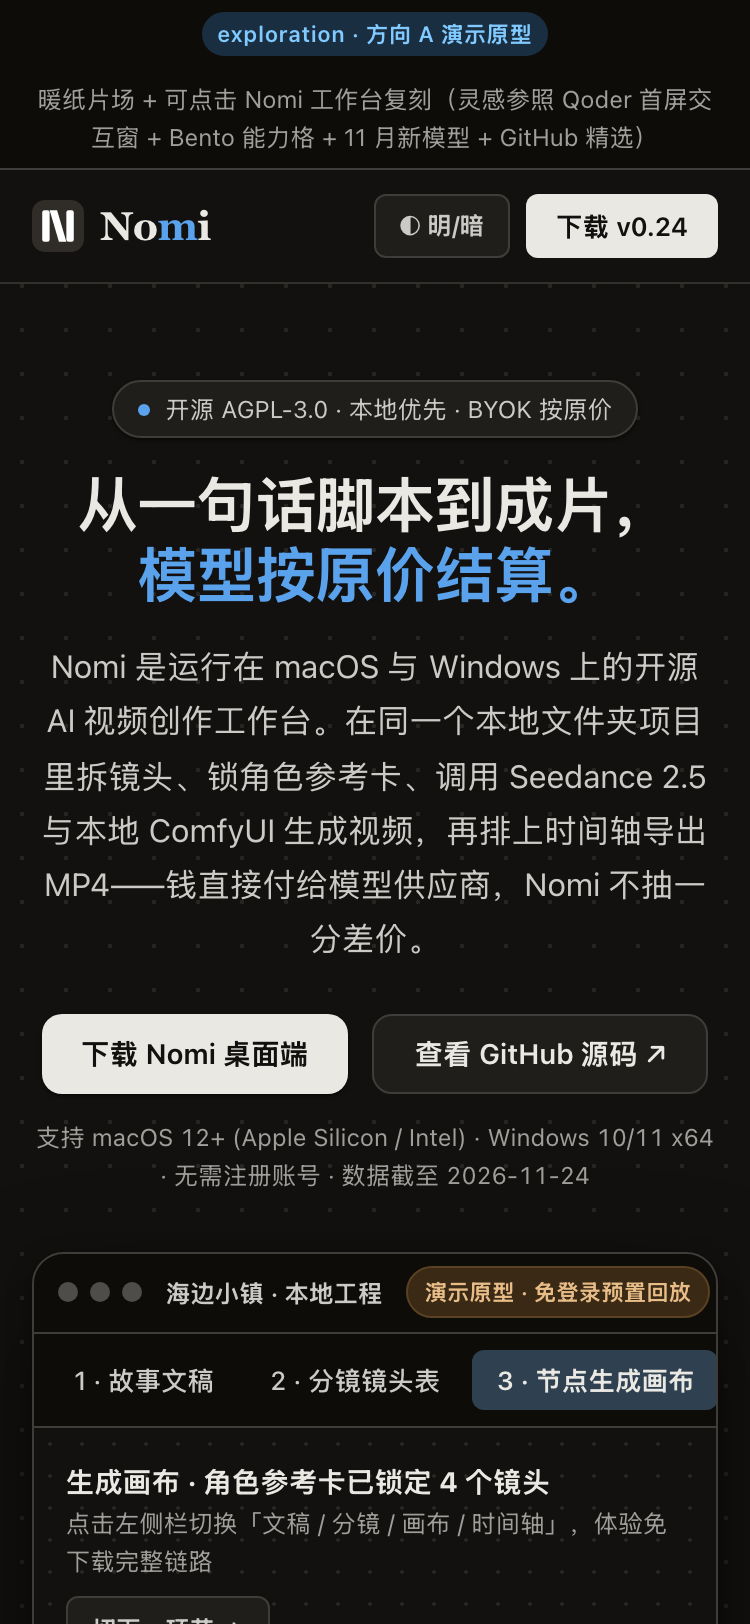 exploration · 方向 A 演示原型
暖纸片场 + 可点击 Nomi 工作台复刻（灵感参照 Qoder 首屏交
互窗 + Bento 能力格 + 11 月新模型 + GitHub 精选）
Nomi
明/暗
下载 v0.24
开源 AGPL-3.0 · 本地优先 · BYOK 按原价
从一句话脚本到成片，
模型按原价结算。
Nomi 是运行在 macOS 与 Windows 上的开源
AI 视频创作工作台。在同一个本地文件夹项目
里拆镜头、锁角色参考卡、调用 Seedance 2.5
与本地 ComfyUI 生成视频，再排上时间轴导出
MP4——钱直接付给模型供应商，Nomi 不抽一
分差价。
下载 Nomi 桌面端
查看 GitHub 源码 ↗
支持 macOS 12+ (Apple Silicon / Intel) · Windows 10/11 x64
· 无需注册账号 · 数据截至 2026-11-24
海边小镇 · 本地工程
演示原型 · 免登录预置回放
1 · 故事文稿
2 · 分镜镜头表
3 · 节点生成画布
生成画布 · 角色参考卡已锁定 4 个镜头
点击左侧栏切换「文稿 / 分镜 / 画布 / 时间轴」，体验免
下载完整链路